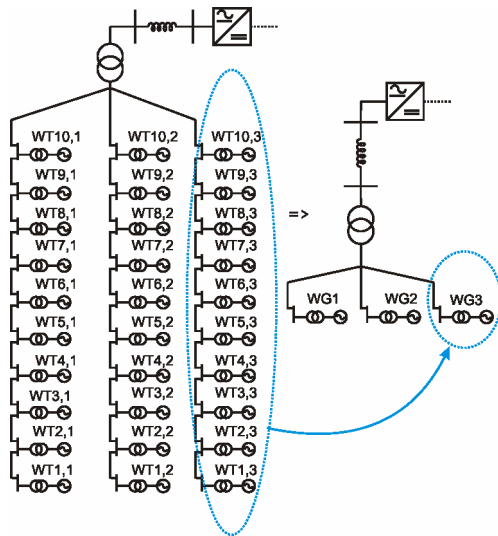 WT10,1 WT10,2 WT10,3
WT9,1 WT9,2 WT9,3
WT8,1 WT8,2 WT8,3
=>
WT7,1 WT7,2 WT7,3
WT6,1 WT6,2 WT6,3
WG1 WG2 WG3
WT5,1 WT5,2 WT5,3
WT4,1 WT4,2 WT4,3
WT3,1 WT3,2 WT3,3
WT2,1 WT2,2 WT2,3
WT1,1 WT1,2 WT1,3